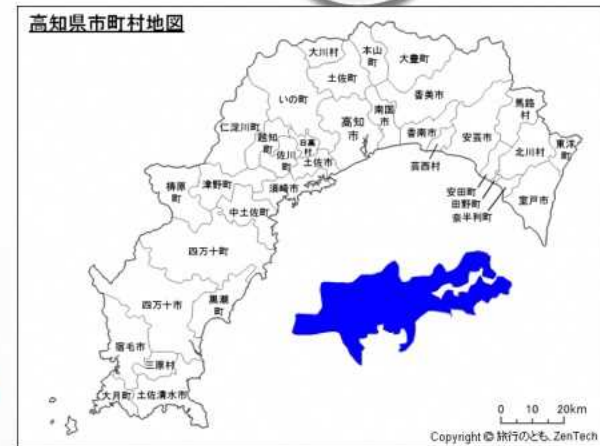 高知県市町村地図
大川村
本山町
大豊町
土佐町
いの町
香美市
南国市
高知市
馬路村
仁淀川町
越知町
日高村
佐川町
土佐市
香南市
安芸市
北川村
東洋町
芸西村
津野町
須崎市
梼原町
安田町
田野町
奈半利町
室戸市
中土佐町
四万十町
四万十市
黒潮町
宿毛市
三原村
大月町
土佐清水市
0 10 20km
Copyright © 旅行のとも、ZenTech